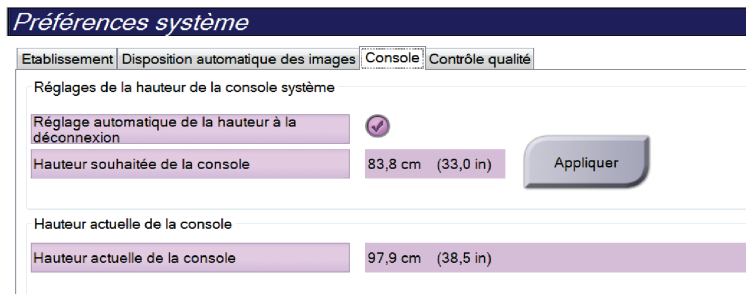 Préférences système
Etablissement Disposition automatique des images Console Contrôle qualité
Réglages de la hauteur de la console système
Réglage automatique de la hauteur à la
déconnexion
Hauteur souhaitée de la console 83,8 cm (33,0 in) Appliquer
Hauteur actuelle de la console
Hauteur actuelle de la console 97,9 cm (38,5 in)